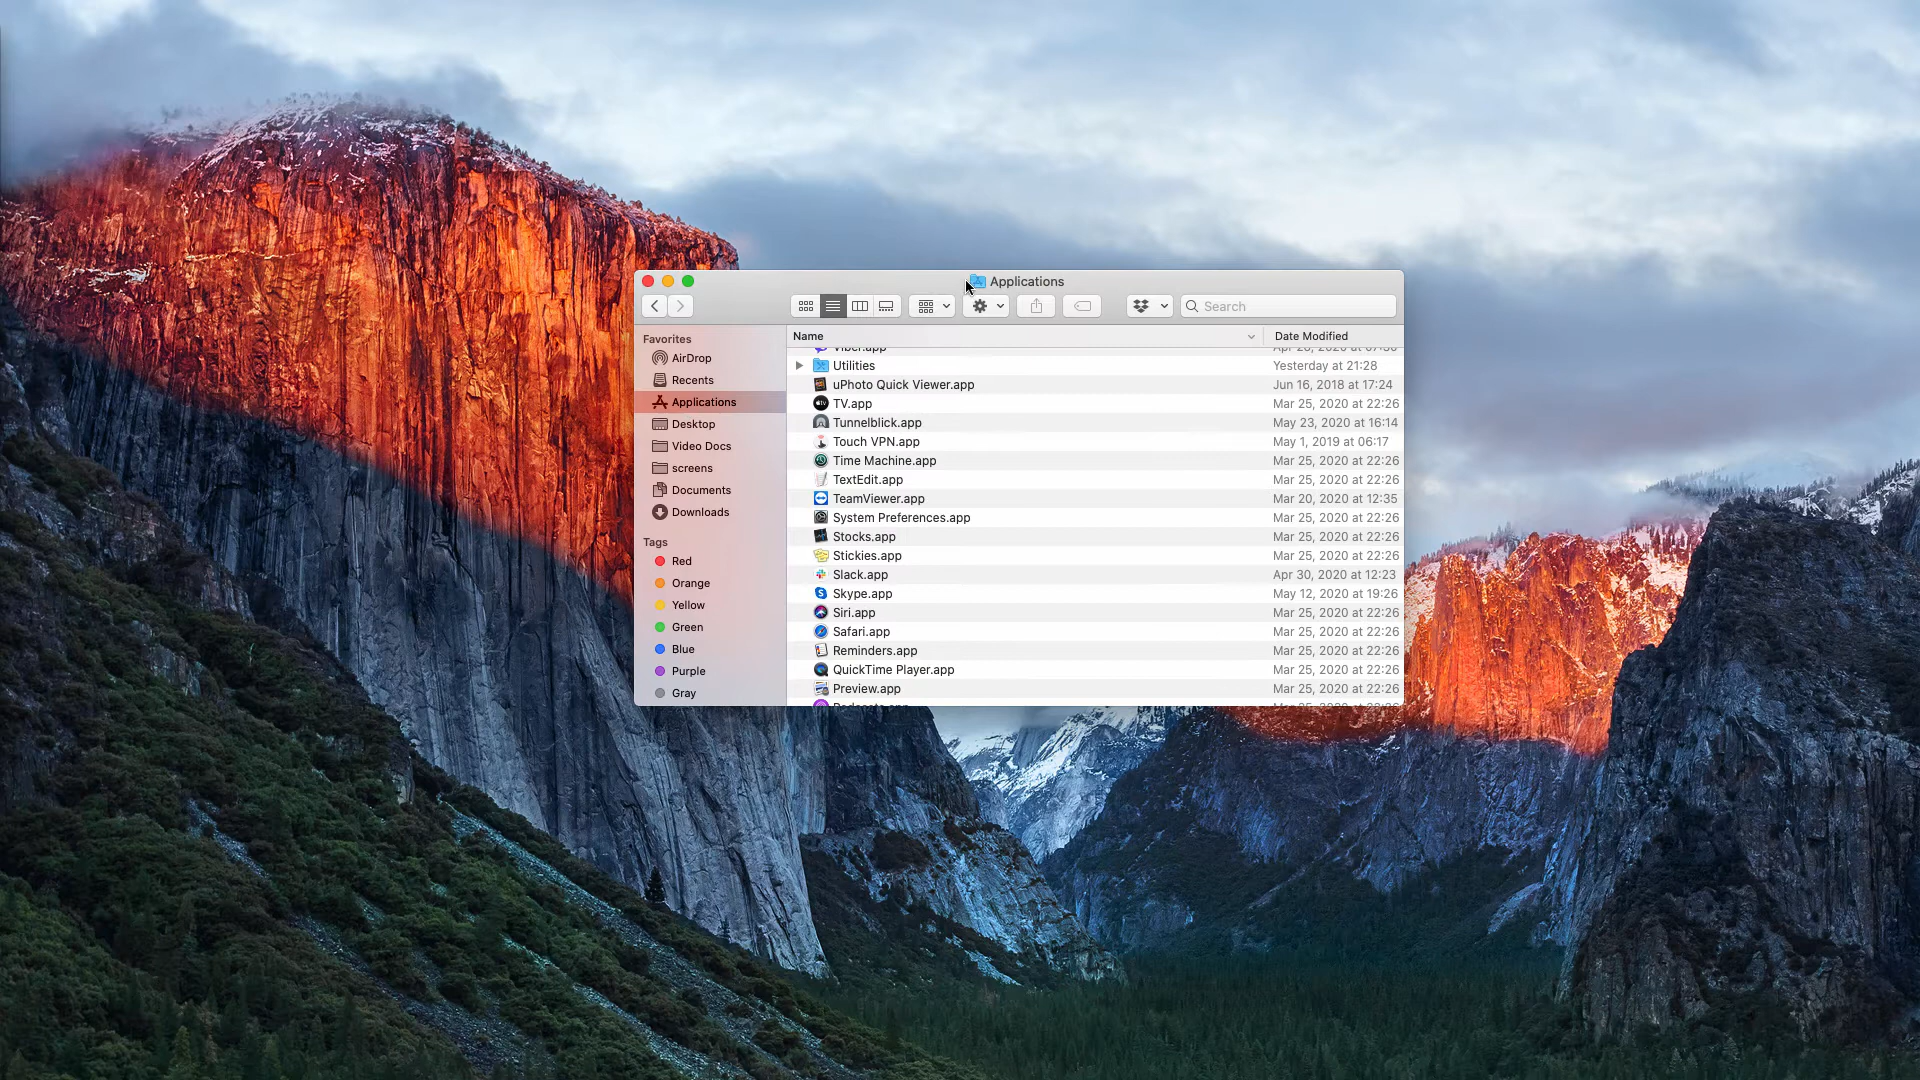 Applications
Search
Favorites
AirDrop
Recents
Applications
Desktop
Video Docs
screens
Documents
Downloads
Tags
Red
Orange
Yellow
Green
Blue
Purple
Gray
Name Date Modified
Viber.app
Utilities Yesterday at 21:28
uPhoto Quick Viewer.app Jun 16, 2018 at 17:24
TV.app Mar 25, 2020 at 22:26
Tunnelblick.app May 23, 2020 at 16:14
Touch VPN.app May 1, 2019 at 06:17
Time Machine.app Mar 25, 2020 at 22:26
TextEdit.app Mar 25, 2020 at 22:26
TeamViewer.app Mar 20, 2020 at 12:35
System Preferences.app Mar 25, 2020 at 22:26
Stocks.app Mar 25, 2020 at 22:26
Stickies.app Mar 25, 2020 at 22:26
Slack.app Apr 30, 2020 at 12:23
Skype.app May 12, 2020 at 19:26
Siri.app Mar 25, 2020 at 22:26
Safari.app Mar 25, 2020 at 22:26
Reminders.app Mar 25, 2020 at 22:26
QuickTime Player.app Mar 25, 2020 at 22:26
Preview.app Mar 25, 2020 at 22:26